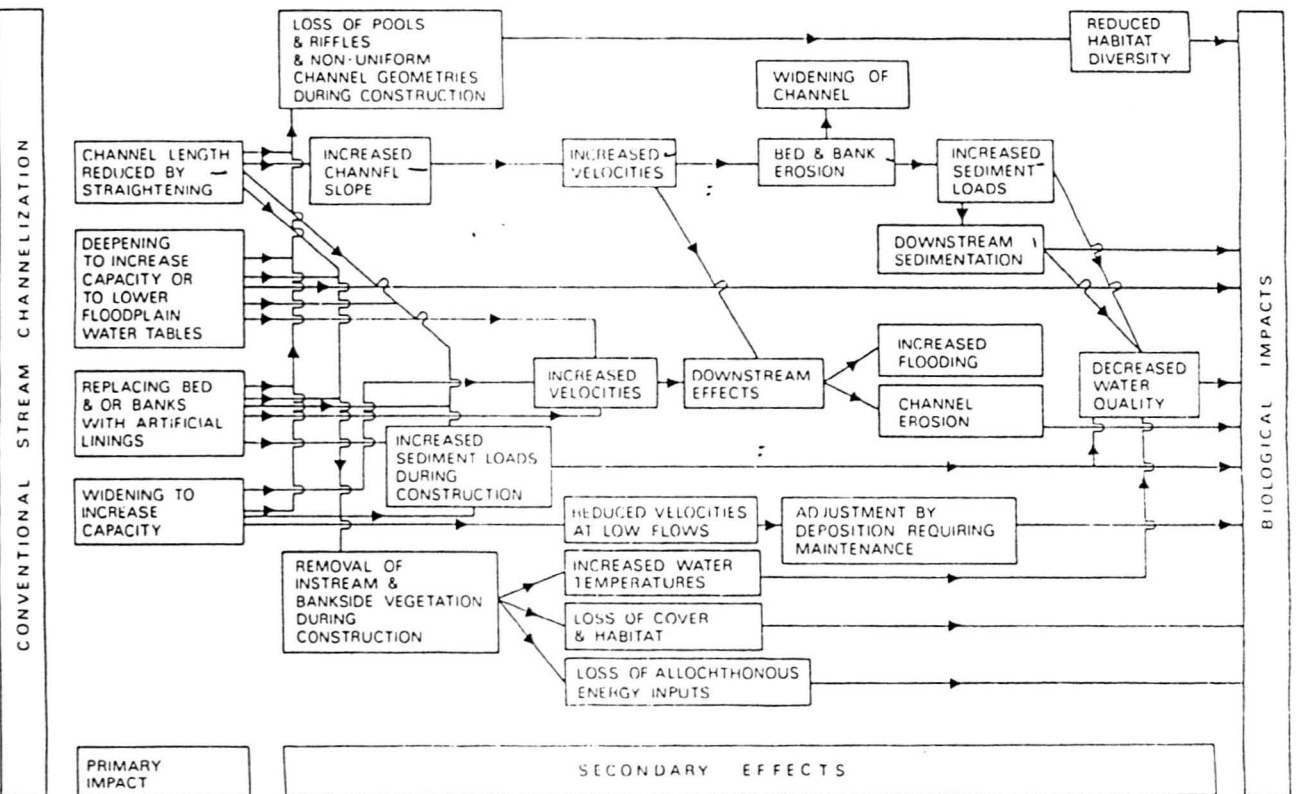 CONVENTIONAL STREAM CHANNELIZATION
LOSS OF POOLS
& RIFFLES
& NON-UNIFORM
CHANNEL GEOMETRIES
DURING CONSTRUCTION
REDUCED
HABITAT
DIVERSITY
WIDENING OF
CHANNEL
CHANNEL LENGTH
REDUCED BY
STRAIGHTENING
INCREASED
CHANNEL
SLOPE
INCREASED
VELOCITIES
BED & BANK
EROSION
INCREASED
SEDIMENT
LOADS
DEEPENING
TO INCREASE
CAPACITY OR
TO LOWER
FLOODPLAIN
WATER TABLES
DOWNSTREAM
SEDIMENTATION
INCREASED
FLOODING
REPLACING BED
& OR BANKS
WITH ARTIFICIAL
LININGS
INCREASED
VELOCITIES
DOWNSTREAM
EFFECTS
DECREASED
WATER
QUALITY
CHANNEL
EROSION
INCREASED
SEDIMENT LOADS
DURING
CONSTRUCTION
WIDENING TO
INCREASE
CAPACITY
REDUCED VELOCITIES
AT LOW FLOWS
ADJUSTMENT BY
DEPOSITION REQUIRING
MAINTENANCE
REMOVAL OF
INSTREAM &
BANKSIDE VEGETATION
DURING
CONSTRUCTION
INCREASED WATER
TEMPERATURES
LOSS OF COVER
& HABITAT
LOSS OF ALLOCHTHONOUS
ENERGY INPUTS
BIOLOGICAL IMPACTS
PRIMARY
IMPACT
SECONDARY EFFECTS